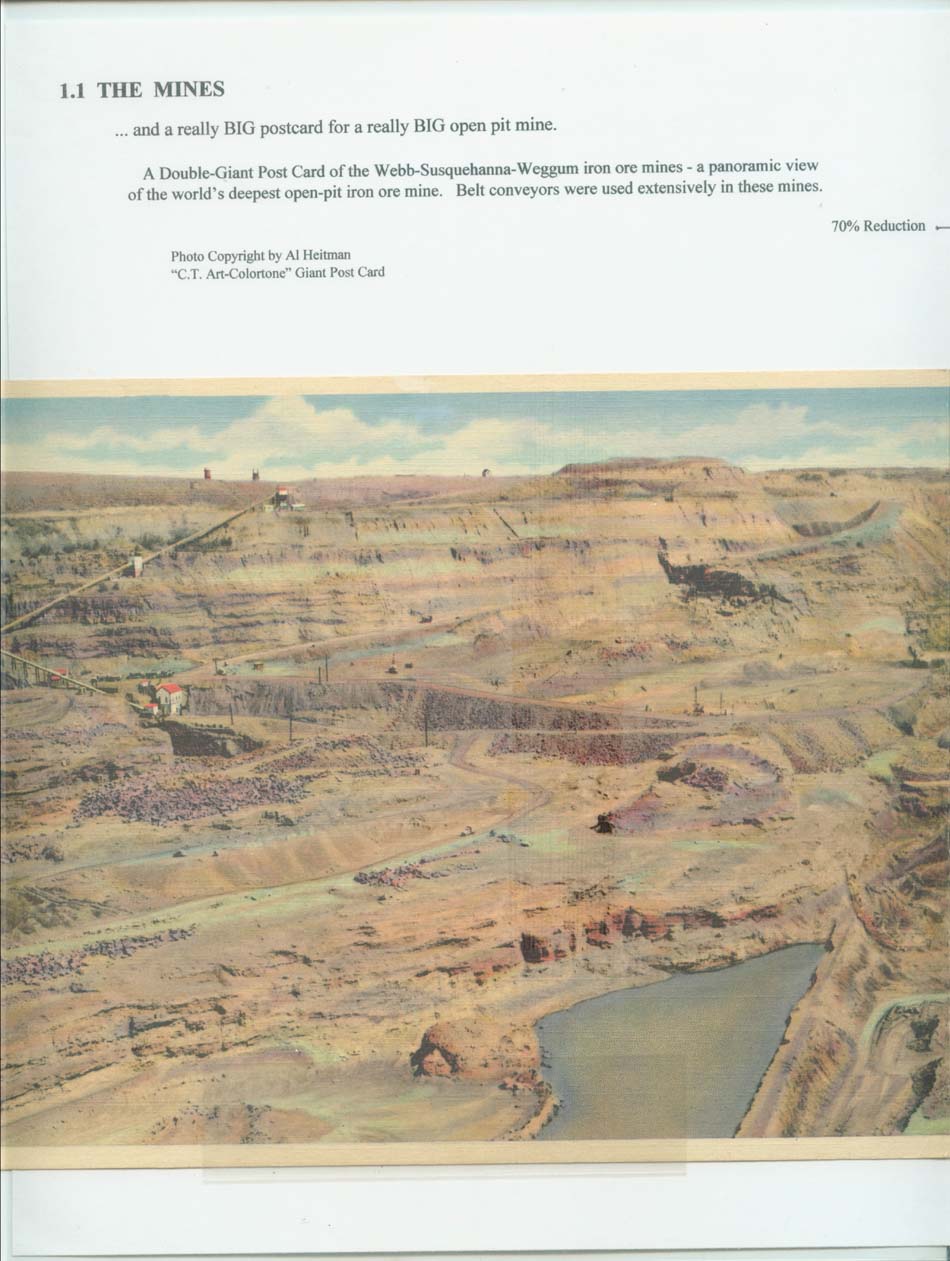 1.1 THE MINES
... and a really BIG postcard for a really BIG open pit mine.
A Double-Giant Post Card of the Webb-Susquehanna-Weggum iron ore mines - a panoramic view
of the world's deepest open-pit iron ore mine. Belt conveyors were used extensively in these mines.
70% Reduction
Photo Copyright by Al Heitman
"C.T. Art-Colortone" Giant Post Card